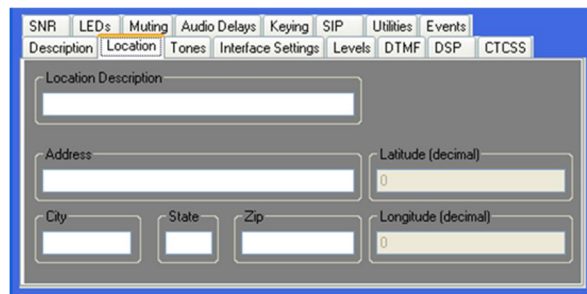 SNR LEDs Muting Audio Delays Keying SIP Utilities Events
Description Location Tones Interface Settings Levels DTMF DSP CTCSS
Location Description
Address Latitude (decimal)
0
City State Zip Longitude (decimal)
0